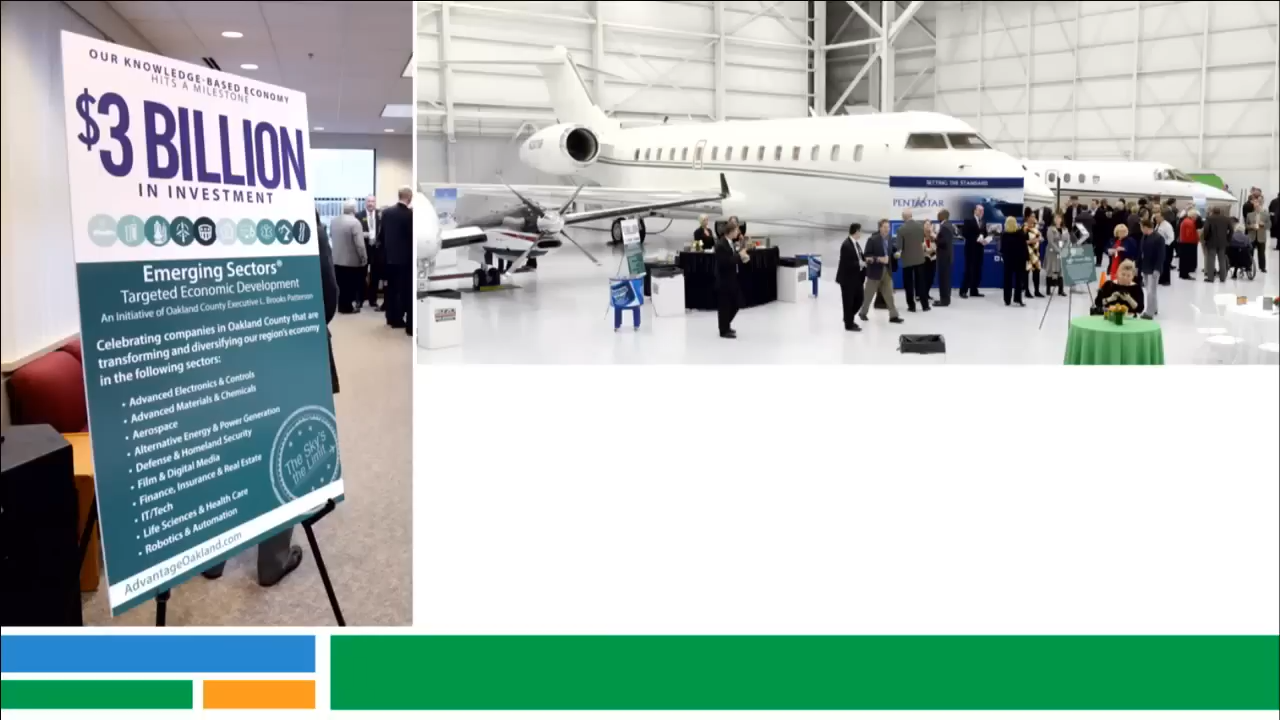 OUR KNOWLEDGE-BASED ECONOMY
HITS A MILESTONE
$3 BILLION
IN INVESTMENT
Emerging Sectors®
Targeted Economic Development
An Initiative of Oakland County Executive L. Brooks Patterson
Celebrating companies in Oakland County that are
transforming and diversifying our region's economy
in the following sectors:
• Advanced Electronics & Controls
• Advanced Materials & Chemicals
• Aerospace
• Alternative Energy & Power Generation
• Defense & Homeland Security
• Film & Digital Media
• Finance, Insurance & Real Estate
• IT/Tech
• Life Sciences & Health Care
• Robotics & Automation
The Sky's
the Limit
AdvantageOakland.com
SETTING THE STANDARD
PENTASTAR